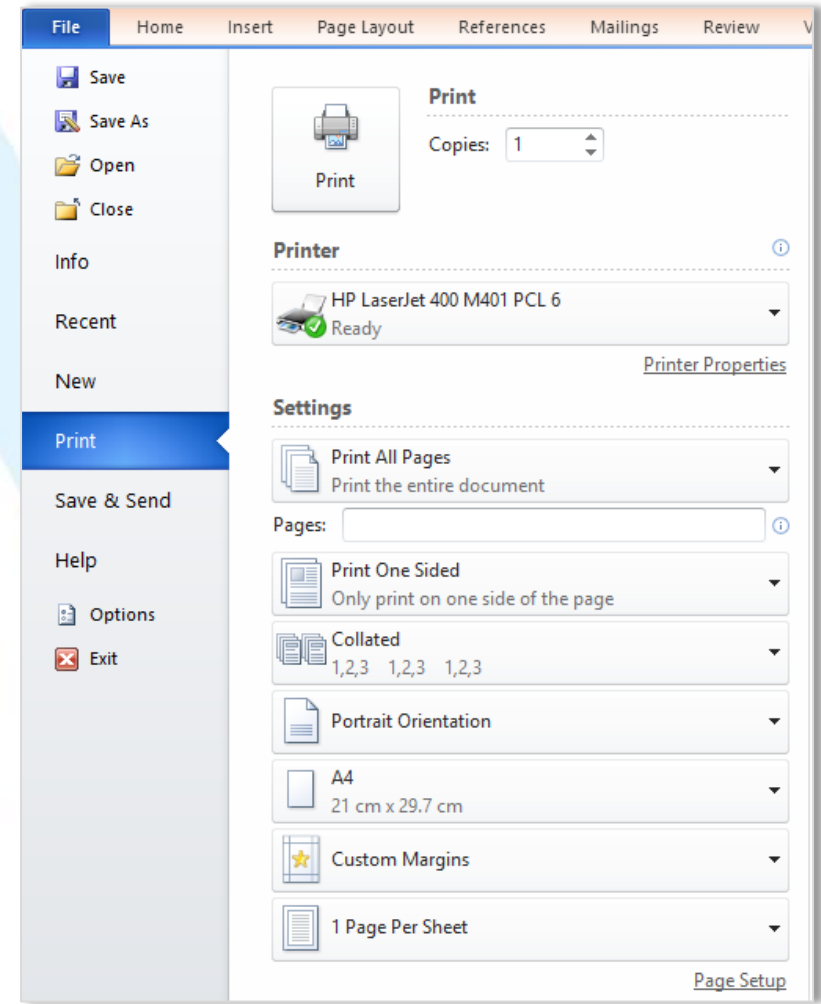 File Home Insert Page Layout References Mailings Review V
Save
Save As
Open
Close
Info
Recent
New
Print
Save & Send
Help
Options
Exit
Print
Print
Copies: 1
Printer
HP LaserJet 400 M401 PCL 6
Ready
Printer Properties
Settings
Print All Pages
Print the entire document
Pages:
Print One Sided
Only print on one side of the page
Collated
1,2,3 1,2,3 1,2,3
Portrait Orientation
A4
21 cm x 29.7 cm
Custom Margins
1 Page Per Sheet
Page Setup